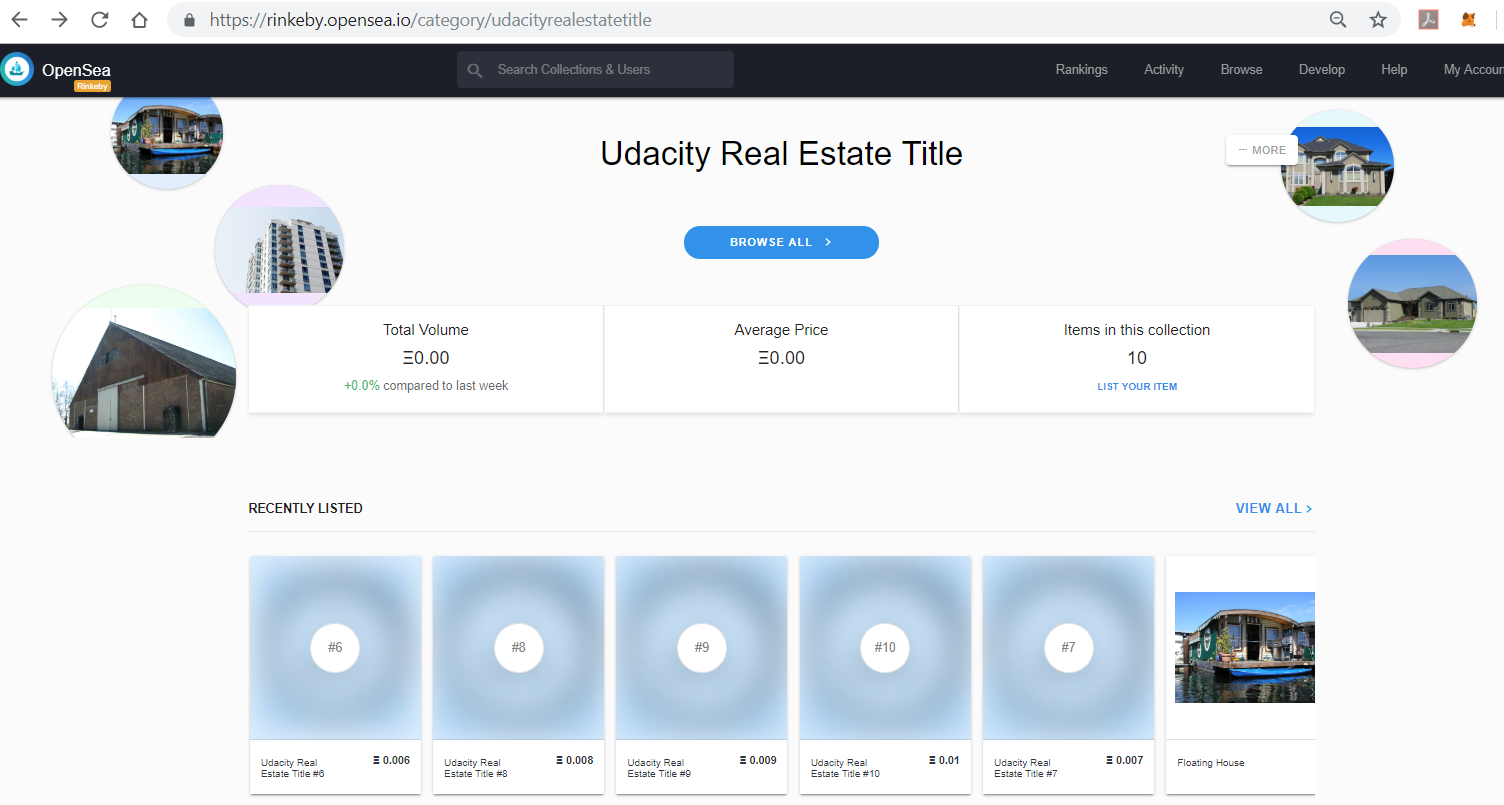 https://rinkeby.opensea.io/category/udacityrealestatetitle
OpenSea
Rinkeby
Search Collections & Users
Rankings
Activity
Browse
Develop
Help
My Accoun
Udacity Real Estate Title
··· MORE
BROWSE ALL >
Total Volume
Ξ0.00
+0.0% compared to last week
Average Price
Ξ0.00
Items in this collection
10
LIST YOUR ITEM
RECENTLY LISTED
VIEW ALL >
#6
Udacity Real
Estate Title #6
Ξ 0.006
#8
Udacity Real
Estate Title #8
Ξ 0.008
#9
Udacity Real
Estate Title #9
Ξ 0.009
#10
Udacity Real
Estate Title #10
Ξ 0.01
#7
Udacity Real
Estate Title #7
Ξ 0.007
Floating House